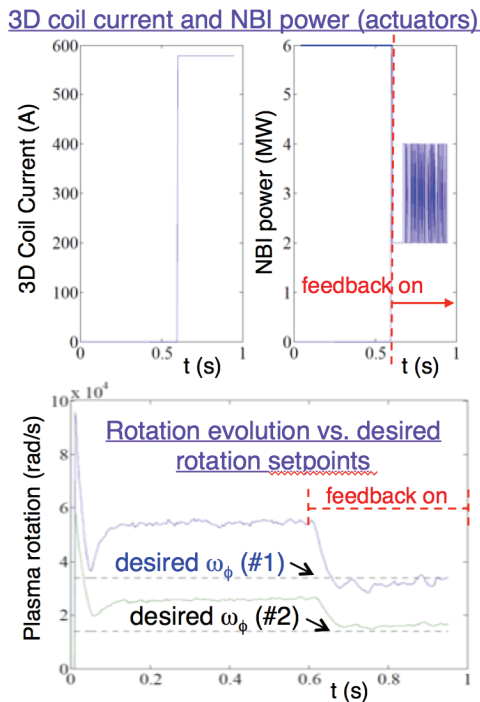 3D coil current and NBI power (actuators)
3D Coil Current (A)
600
500
400
300
200
100
0
0
0.5
1
t (s)
NBI power (MW)
6
5
4
3
2
1
0
0
0.5
1
t (s)
feedback on
x 10⁴
Plasma rotation (rad/s)
10
8
6
4
2
0
0
0.2
0.4
0.6
0.8
1
t (s)
Rotation evolution vs. desired
rotation setpoints
feedback on
desired ωϕ (#1)
desired ωϕ (#2)